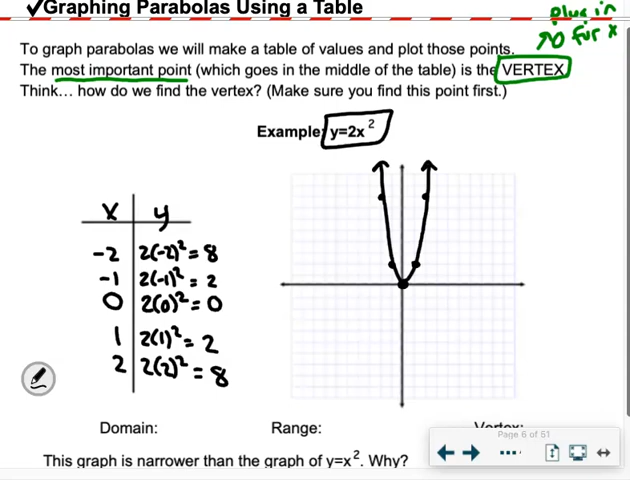 ✓Graphing Parabolas Using a Table
plug in
for x
To graph parabolas we will make a table of values and plot those points.
The most important point (which goes in the middle of the table) is the VERTEX
Think… how do we find the vertex? (Make sure you find this point first.)
Example: y=2x²
x y
-2 2(-2)² = 8
-1 2(-1)² = 2
0 2(0)² = 0
1 2(1)² = 2
2 2(2)² = 8
Domain: Range: Vertex:
Page 6 of 51
This graph is narrower than the graph of y=x². Why?